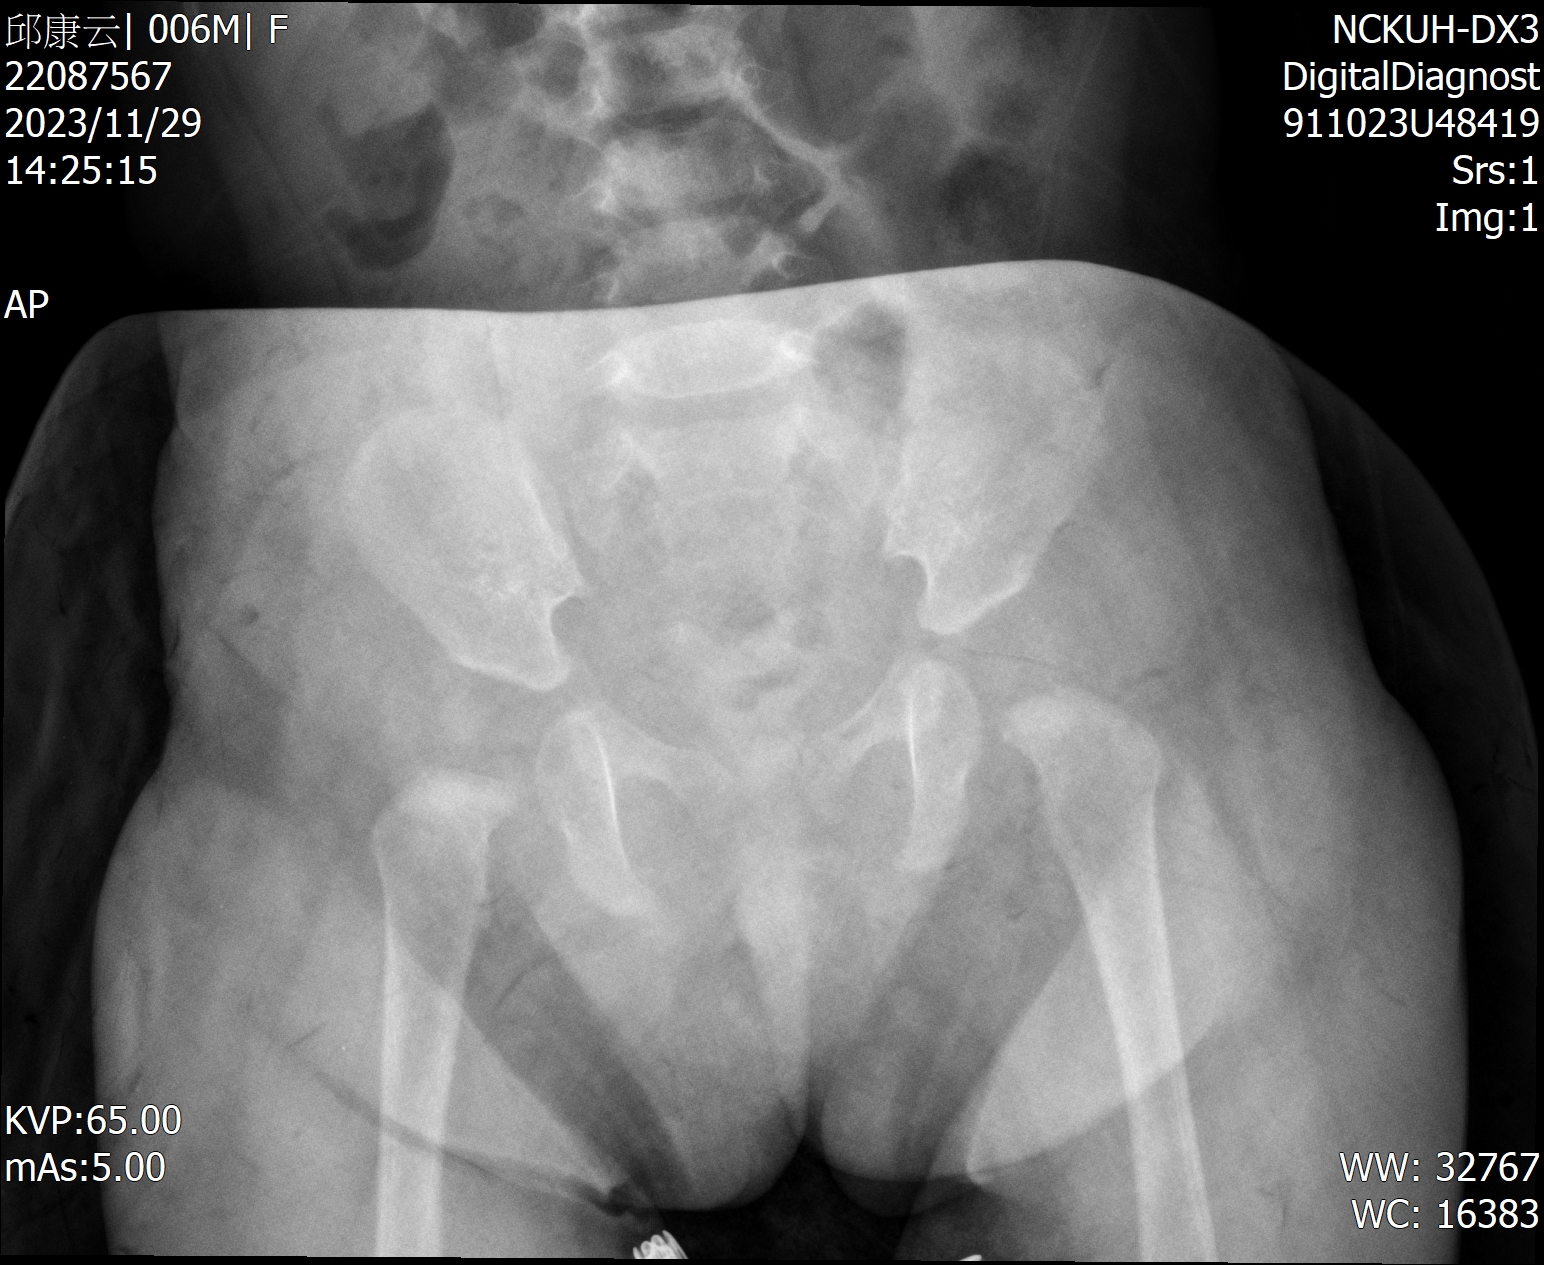 邱康云| 006M| F
22087567
2023/11/29
14:25:15
AP
NCKUH-DX3
DigitalDiagnost
911023U48419
Srs:1
Img:1
KVP:65.00
mAs:5.00
WW: 32767
WC: 16383